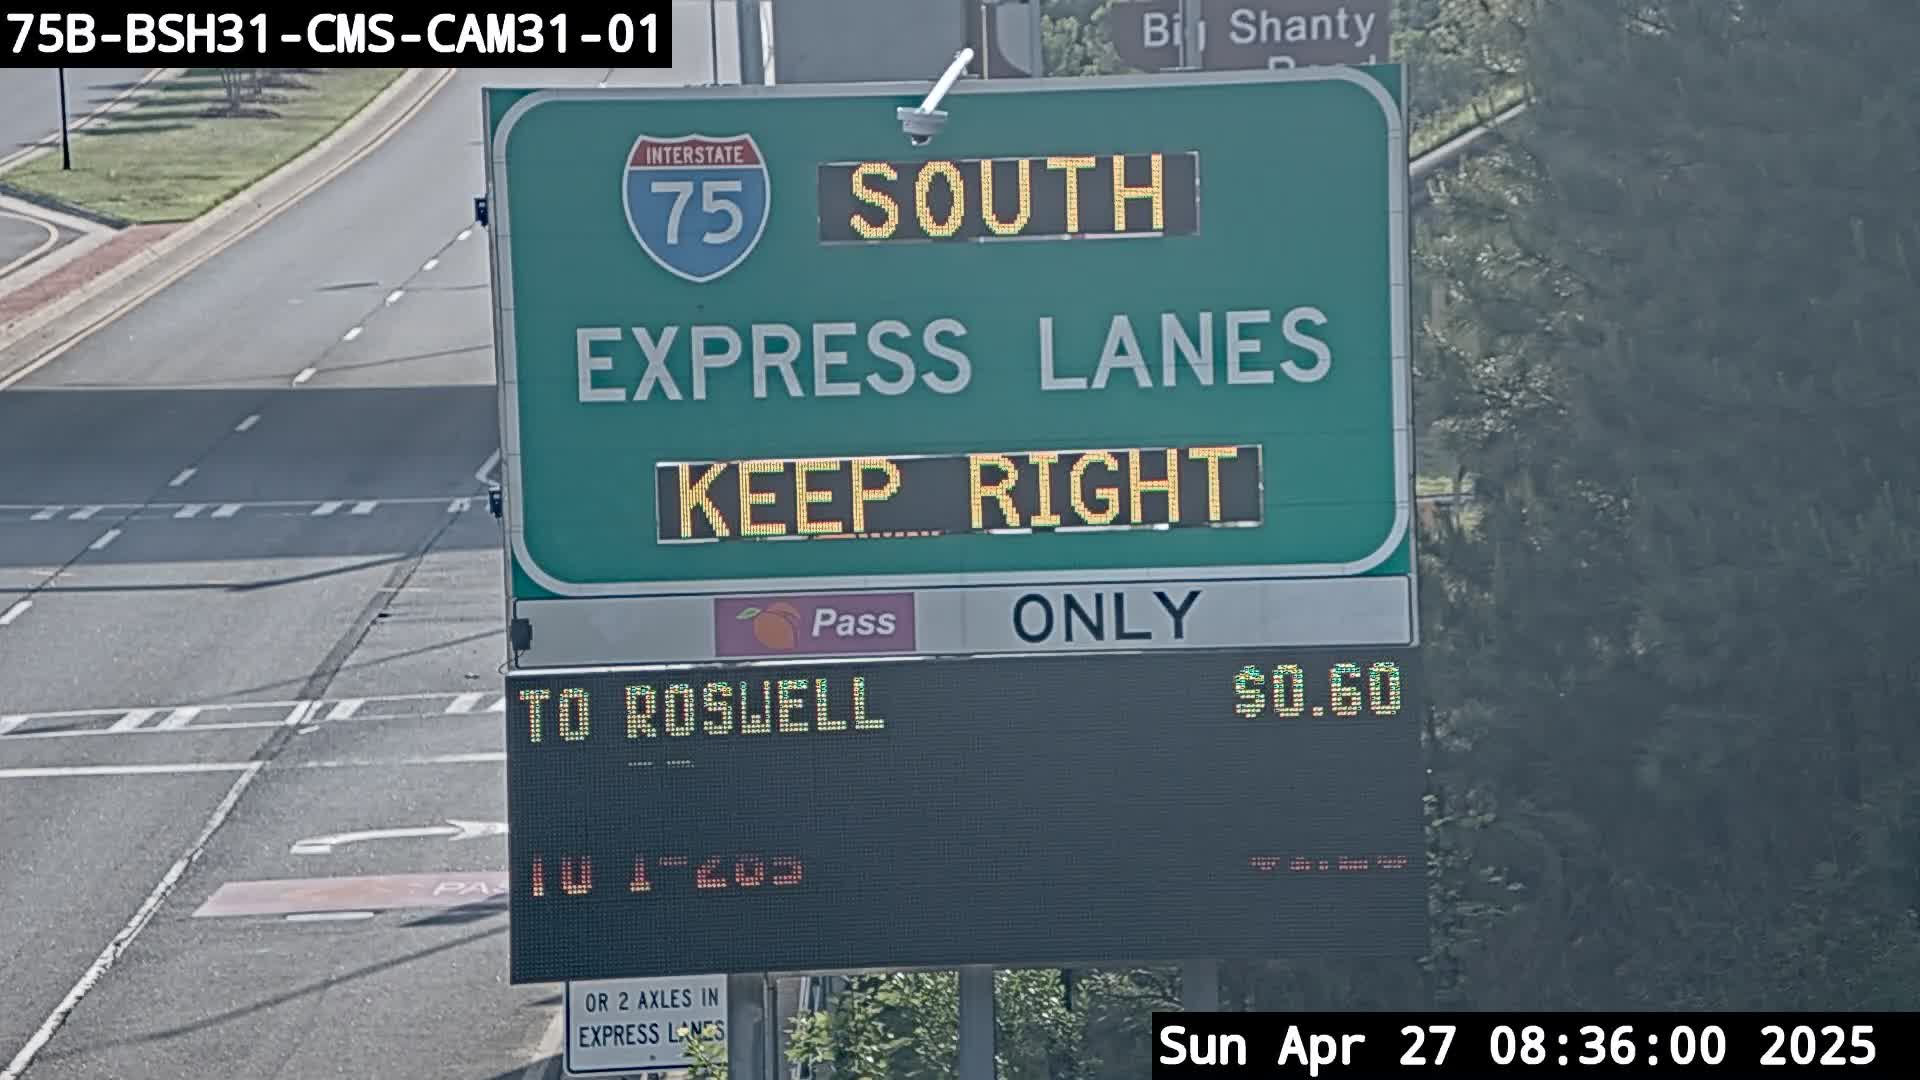 75B-BSH31-CMS-CAM31-01
Big Shanty
INTERSTATE
75
SOUTH
EXPRESS LANES
KEEP RIGHT
Pass ONLY
TO ROSWELL $0.60
OR 2 AXLES IN
EXPRESS LANES
Sun Apr 27 08:36:00 2025